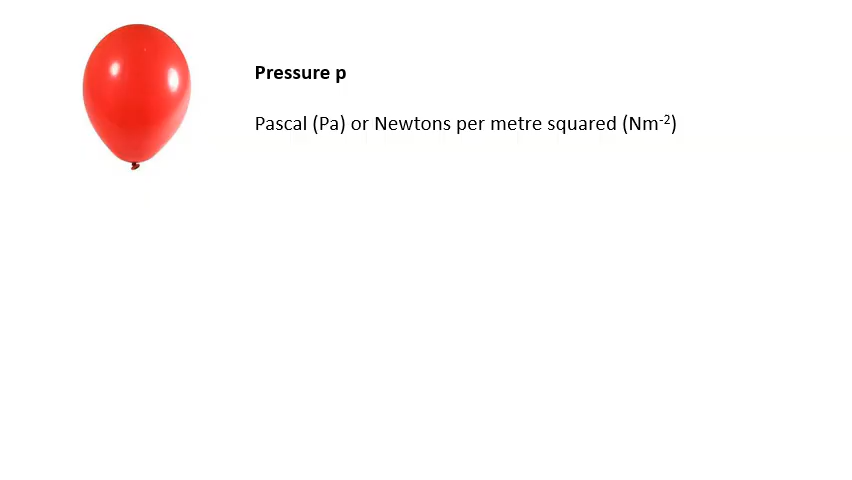 Pressure p
Pascal (Pa) or Newtons per metre squared (Nm⁻²)